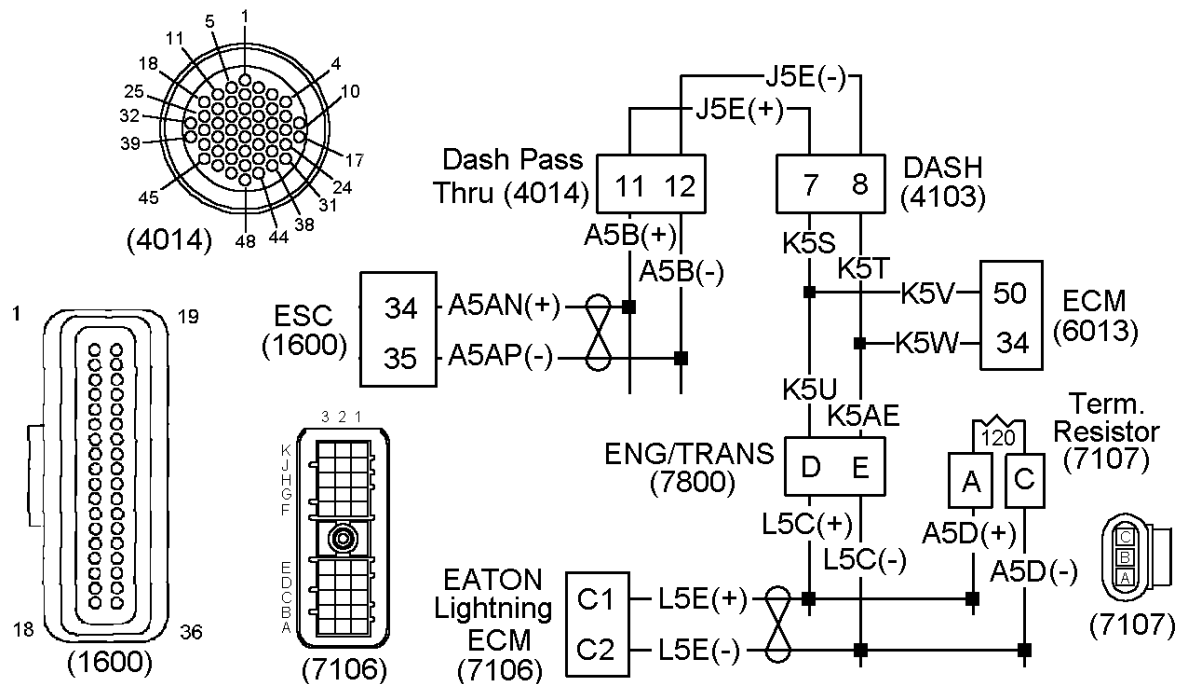 1
5
11
18
25
32
39
45
4
10
17
24
31
38
44
48
(4014)
J5E(-)
J5E(+)
Dash Pass
Thru (4014)
11 12
7 8
DASH
(4103)
A5B(+)
A5B(-)
K5S
K5T
ESC
(1600)
34
35
A5AN(+)
A5AP(-)
K5V
K5W
50
34
ECM
(6013)
K5U
K5AE
ENG/TRANS
(7800)
D E
Term.
Resistor
(7107)
120
A C
L5C(+)
L5C(-)
A5D(+)
A5D(-)
EATON
Lightning
ECM
(7106)
C1
C2
L5E(+)
L5E(-)
1
19
18
36
(1600)
3 2 1
K
J
H
G
F
E
D
C
B
A
(7106)
C
B
A
(7107)